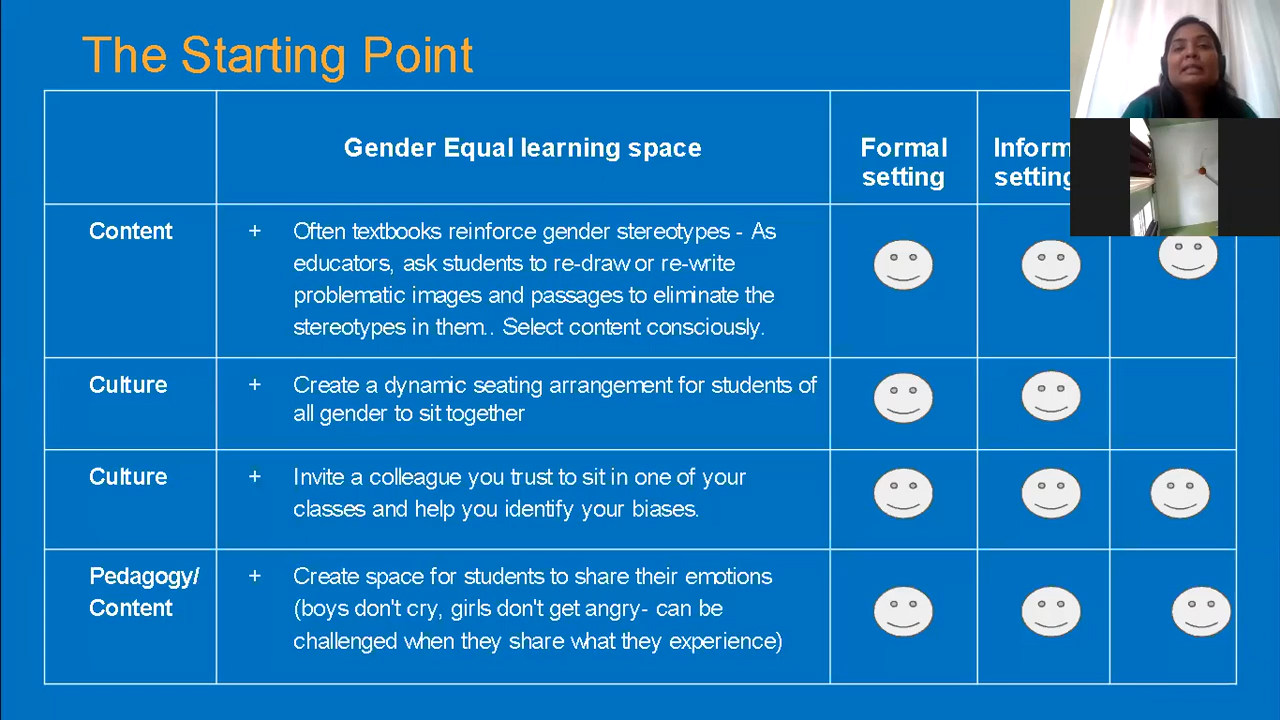 The Starting Point
Gender Equal learning space
Formal
setting
Inform
setting
Content
+ Often textbooks reinforce gender stereotypes - As
educators, ask students to re-draw or re-write
problematic images and passages to eliminate the
stereotypes in them.. Select content consciously.
Culture
+ Create a dynamic seating arrangement for students of
all gender to sit together
Culture
+ Invite a colleague you trust to sit in one of your
classes and help you identify your biases.
Pedagogy/
Content
+ Create space for students to share their emotions
(boys don't cry, girls don't get angry- can be
challenged when they share what they experience)